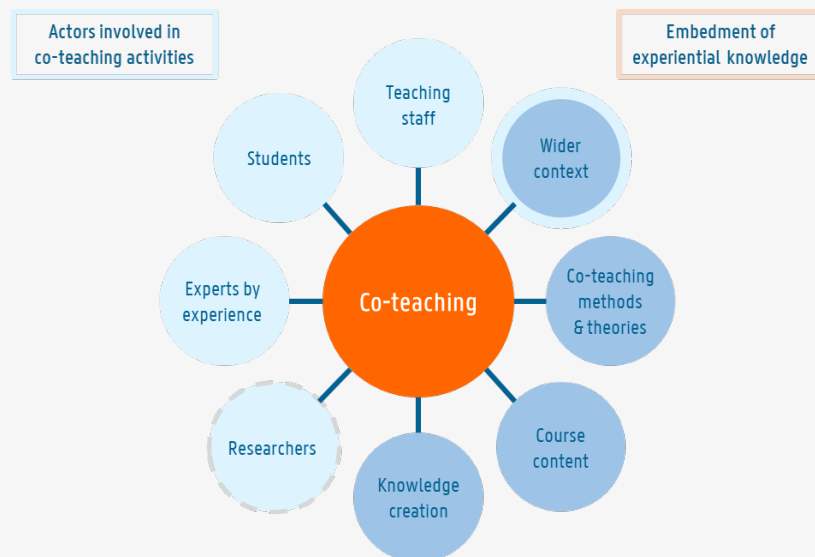 Actors involved in
co-teaching activities
Embedment of
experiential knowledge
Teaching
staff
Students
Wider
context
Experts by
experience
Co-teaching
Co-teaching
methods
& theories
Researchers
Course
content
Knowledge
creation